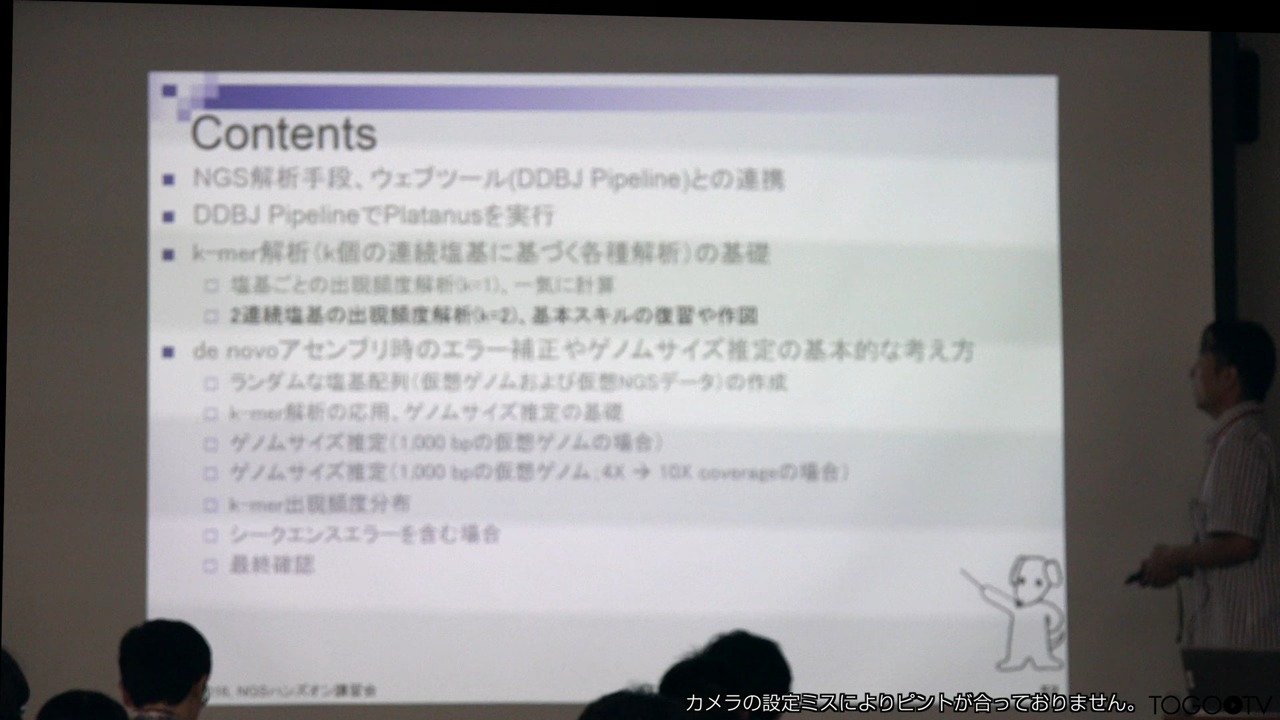 Contents
NGS解析手段、ウェブツール(DDBJ Pipeline)との連携
DDBJ PipelineでPlatanusを実行
k-mer解析(k個の連続塩基に基づく各種解析)の基礎
塩基ごとの出現頻度解析(k=1)、一気に計算
2連続塩基の出現頻度解析(k=2)、基本スキルの復習や作図
de novoアセンブリ時のエラー補正やゲノムサイズ推定の基本的な考え方
ランダムな塩基配列(仮想ゲノムおよび仮想NGSデータ)の作成
k-mer解析の応用、ゲノムサイズ推定の基礎
ゲノムサイズ推定(1,000 bpの仮想ゲノムの場合)
ゲノムサイズ推定(1,000 bpの仮想ゲノム;4X → 10X coverageの場合)
k-mer出現頻度分布
シークエンスエラーを含む場合
最終確認
NGSハンズオン講習会
カメラの設定ミスによりピントが合っておりません。
TOGOTV